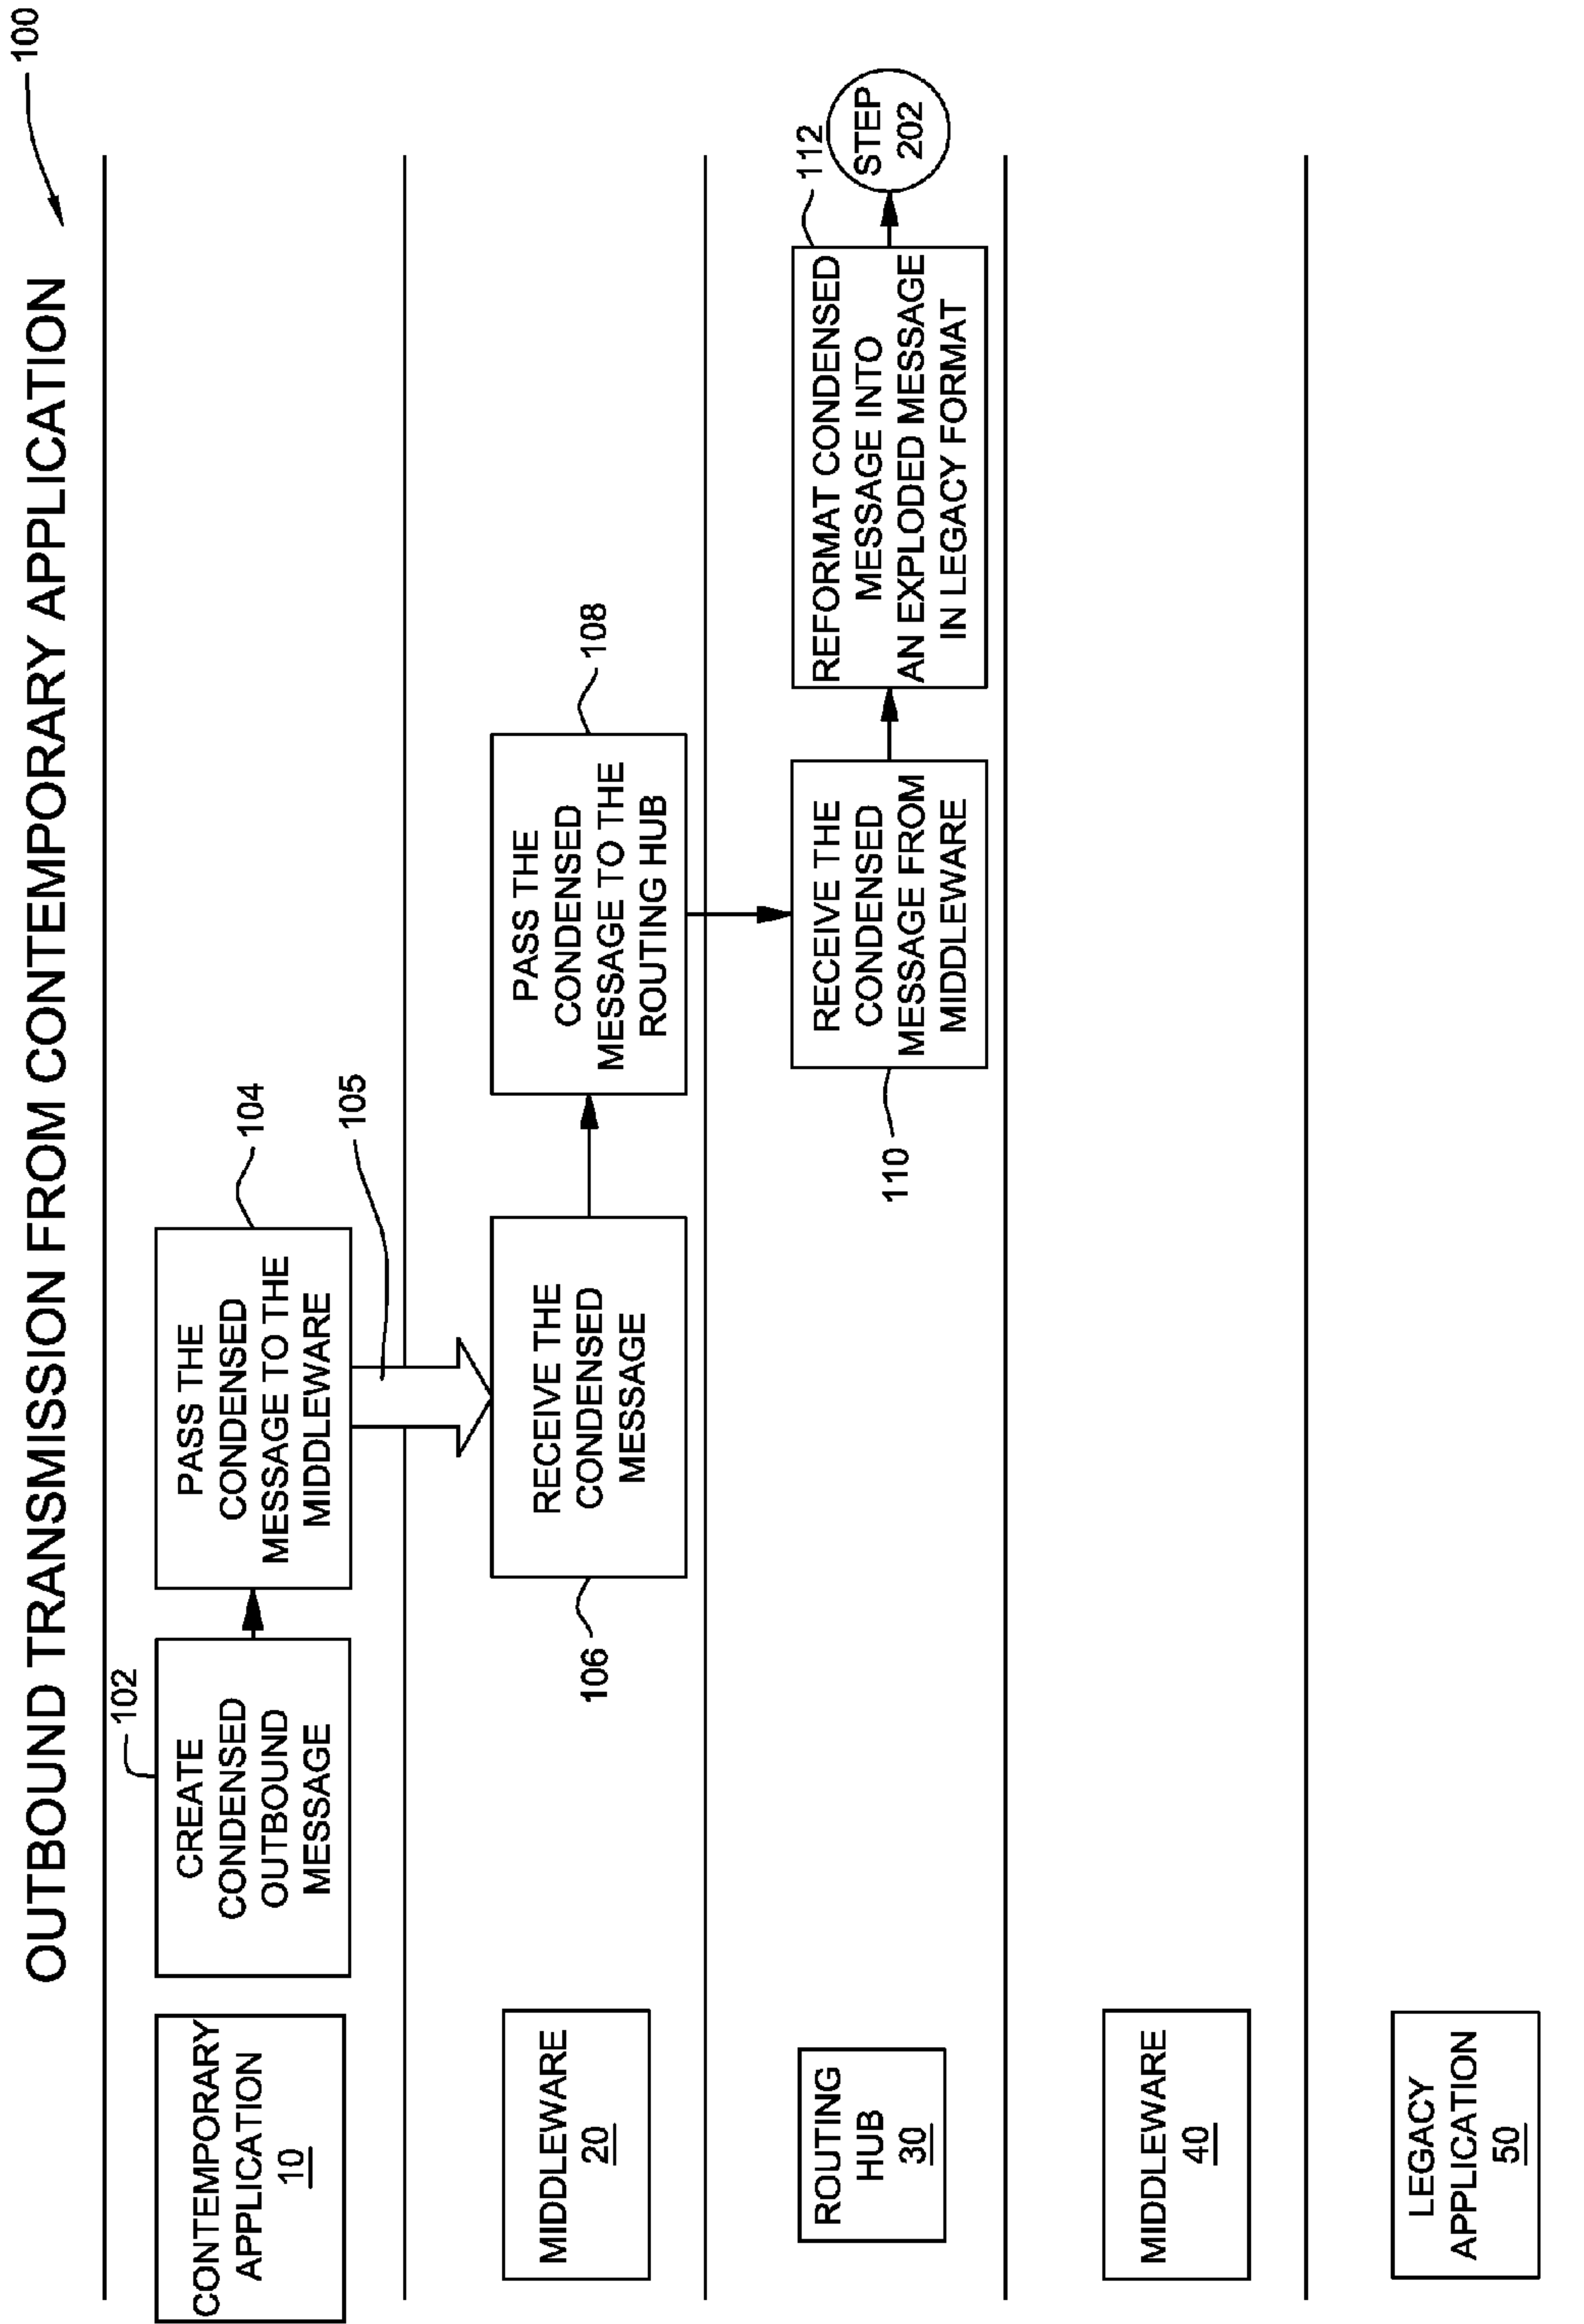 OUTBOUND TRANSMISSION FROM CONTEMPORARY APPLICATION
100
CONTEMPORARY
APPLICATION
10
102
CREATE
CONDENSED
OUTBOUND
MESSAGE
104
PASS THE
CONDENSED
MESSAGE TO THE
MIDDLEWARE
105
MIDDLEWARE
20
106
RECEIVE THE
CONDENSED
MESSAGE
108
PASS THE
CONDENSED
MESSAGE TO THE
ROUTING HUB
ROUTING
HUB
30
110
RECEIVE THE
CONDENSED
MESSAGE FROM
MIDDLEWARE
112
REFORMAT CONDENSED
MESSAGE INTO
AN EXPLODED MESSAGE
IN LEGACY FORMAT
STEP
202
MIDDLEWARE
40
LEGACY
APPLICATION
50